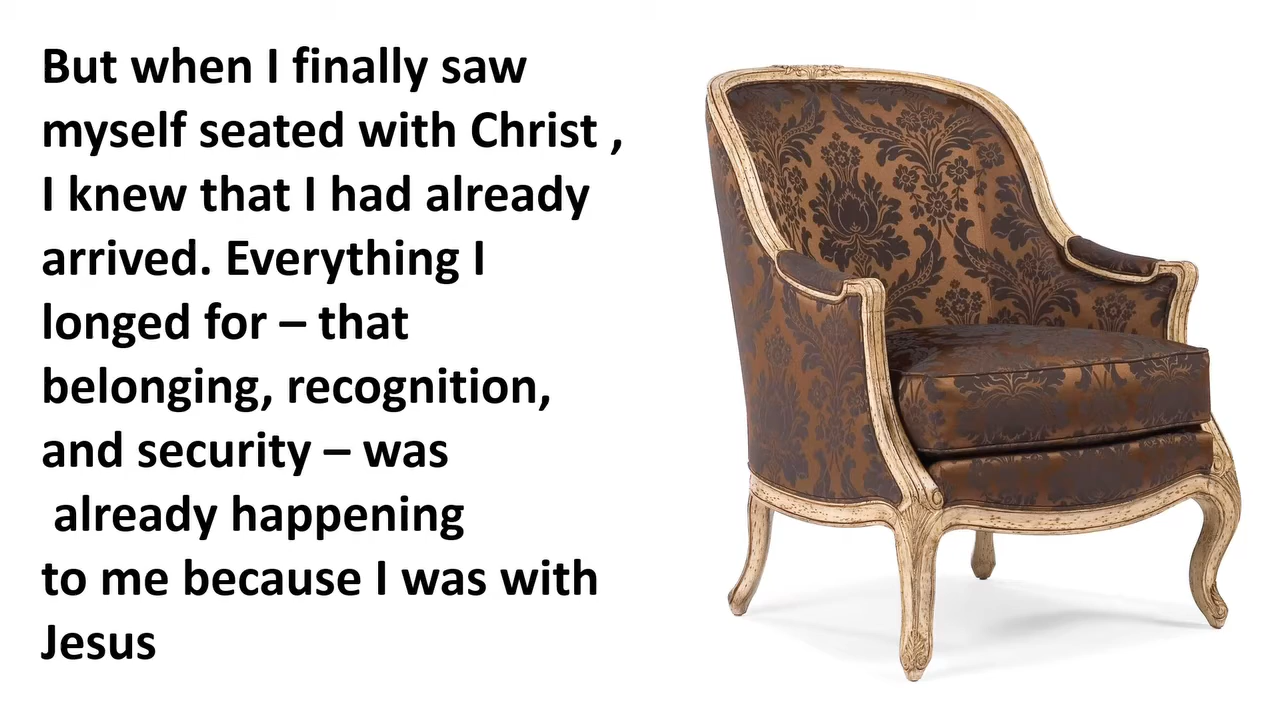 But when I finally saw
myself seated with Christ ,
I knew that I had already
arrived. Everything I
longed for – that
belonging, recognition,
and security – was
already happening
to me because I was with
Jesus